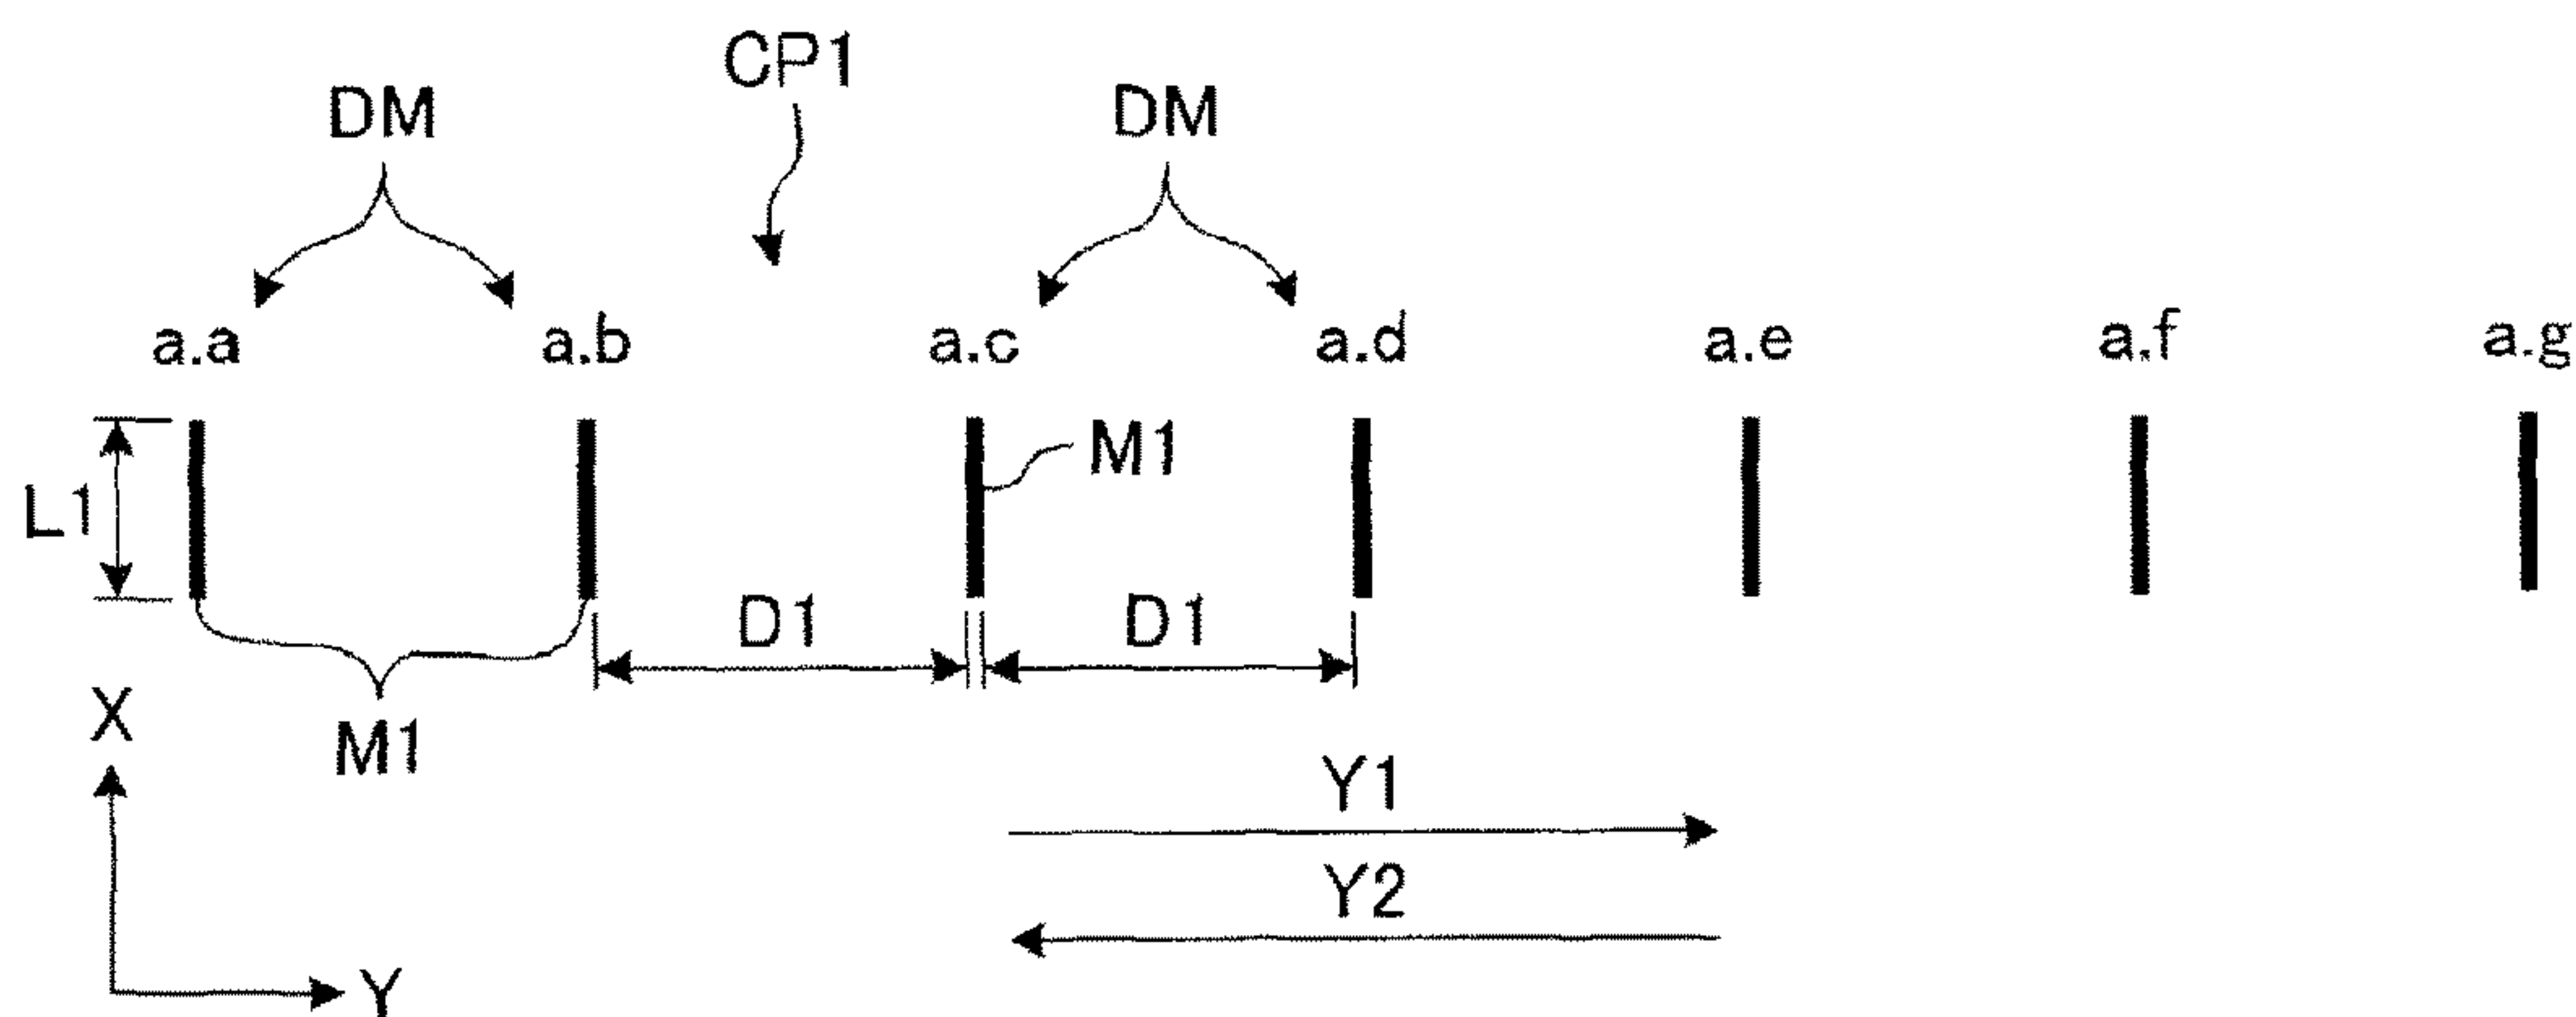 CP1
DM DM
a.a a.b a.c a.d a.e a.f a.g
M1
L1
D1 D1
X
M1
Y1
Y2
Y